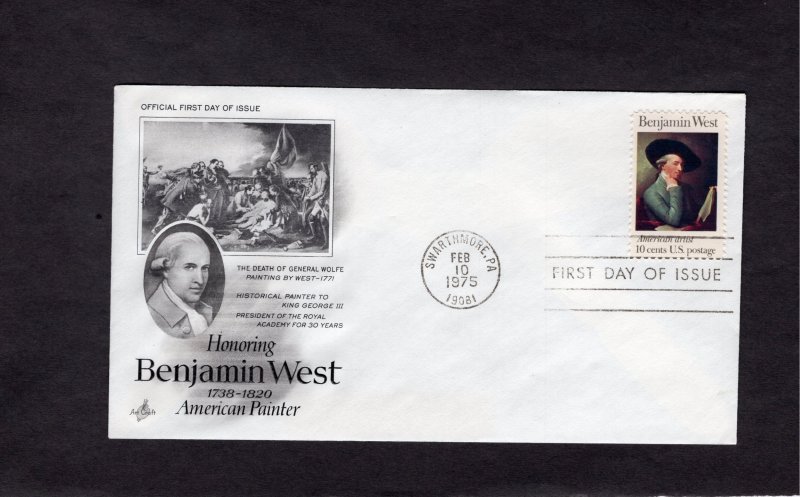 OFFICIAL FIRST DAY OF ISSUE
THE DEATH OF GENERAL WOLFE
PAINTING BY WEST-1771
HISTORICAL PAINTER TO
KING GEORGE III
PRESIDENT OF THE ROYAL
ACADEMY FOR 30 YEARS
Honoring
Benjamin West
1738-1820
American Painter
Art Craft
SWARTHMORE, PA
FEB
10
1975
19081
Benjamin West
American artist
10 cents U.S. postage
FIRST DAY OF ISSUE